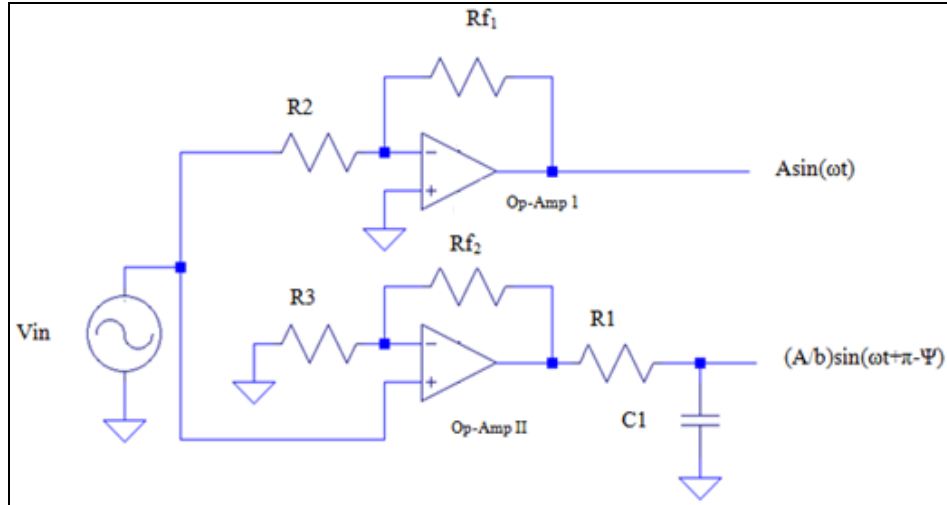 Rf₁
R2
−
+
Asin(ωt)
Op-Amp 1
Rf₂
R3
R1
Vin
−
+
(A/b)sin(ωt+π-Ψ)
Op-Amp II
C1